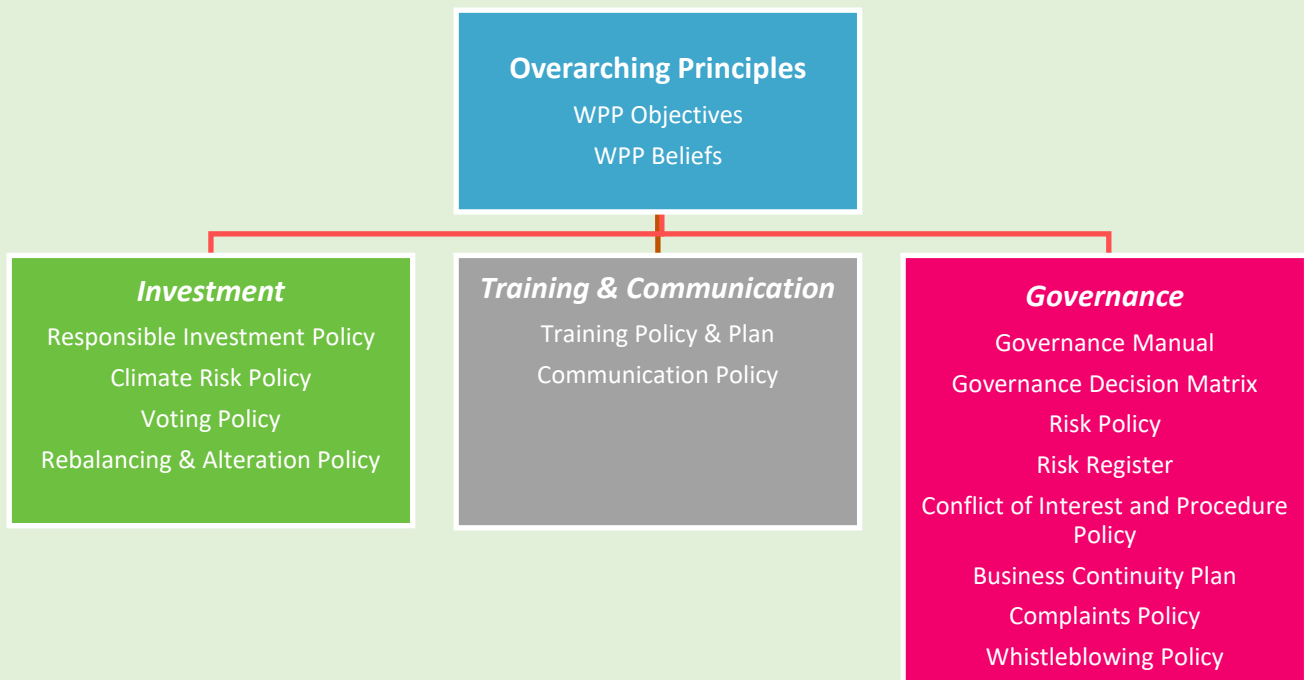 Overarching Principles
WPP Objectives
WPP Beliefs
Investment
Responsible Investment Policy
Climate Risk Policy
Voting Policy
Rebalancing & Alteration Policy
Training & Communication
Training Policy & Plan
Communication Policy
Governance
Governance Manual
Governance Decision Matrix
Risk Policy
Risk Register
Conflict of Interest and Procedure
Policy
Business Continuity Plan
Complaints Policy
Whistleblowing Policy